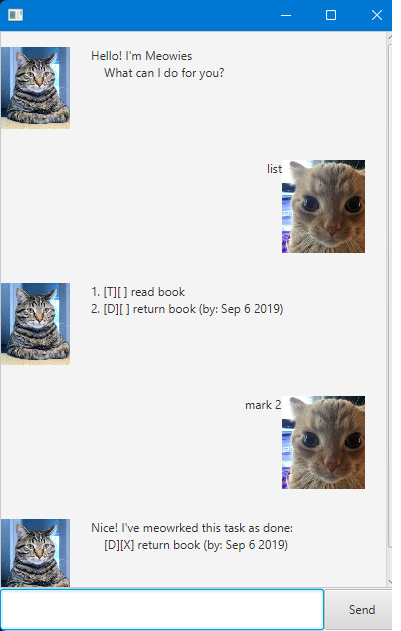 Hello! I'm Meowies
What can I do for you?
list
1. [T][ ] read book
2. [D][ ] return book (by: Sep 6 2019)
mark 2
Nice! I've meowrked this task as done:
[D][X] return book (by: Sep 6 2019)
Send